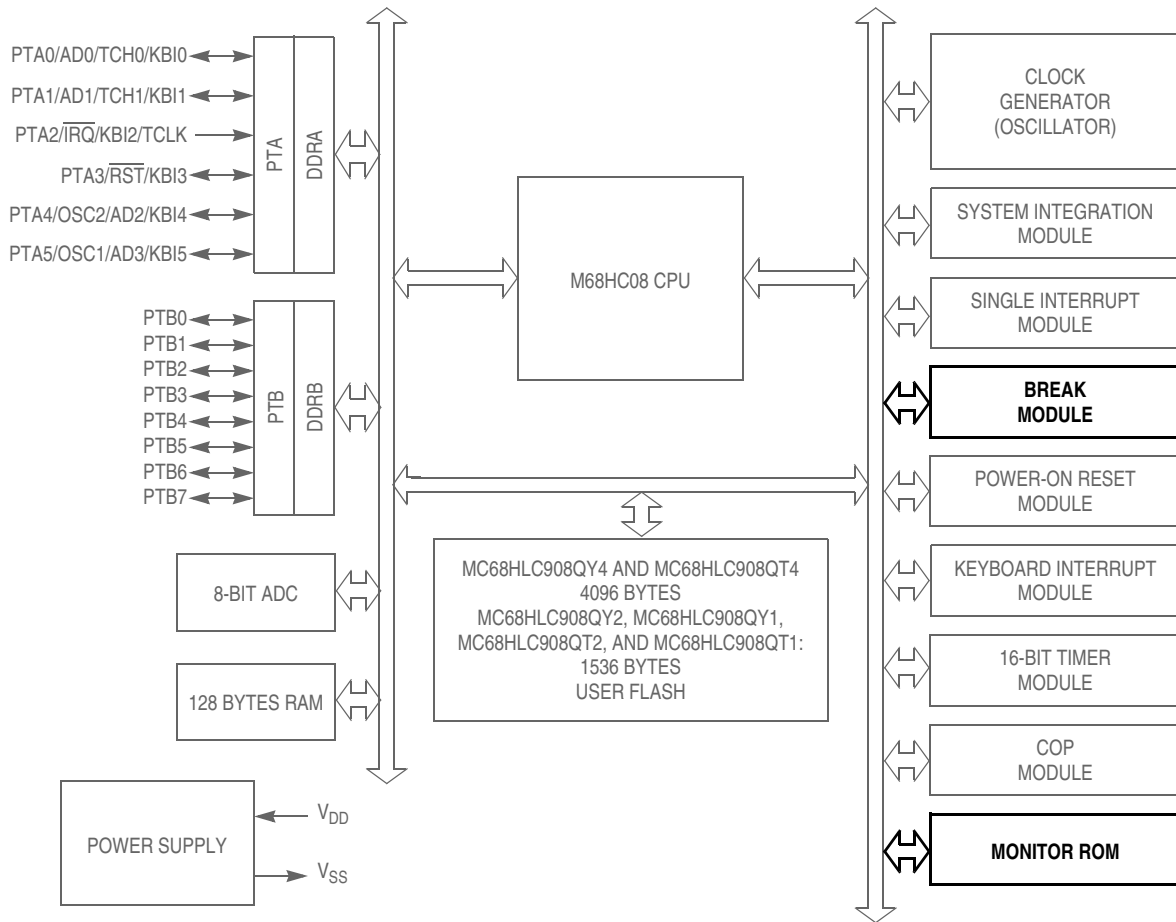 PTA0/AD0/TCH0/KBI0
PTA1/AD1/TCH1/KBI1
PTA2/IRQ/KBI2/TCLK
PTA3/RST/KBI3
PTA4/OSC2/AD2/KBI4
PTA5/OSC1/AD3/KBI5
PTA
DDRA
PTB0
PTB1
PTB2
PTB3
PTB4
PTB5
PTB6
PTB7
PTB
DDRB
8-BIT ADC
128 BYTES RAM
POWER SUPPLY
VDD
VSS
M68HC08 CPU
MC68HLC908QY4 AND MC68HLC908QT4
4096 BYTES
MC68HLC908QY2, MC68HLC908QY1,
MC68HLC908QT2, AND MC68HLC908QT1:
1536 BYTES
USER FLASH
CLOCK
GENERATOR
(OSCILLATOR)
SYSTEM INTEGRATION
MODULE
SINGLE INTERRUPT
MODULE
BREAK
MODULE
POWER-ON RESET
MODULE
KEYBOARD INTERRUPT
MODULE
16-BIT TIMER
MODULE
COP
MODULE
MONITOR ROM